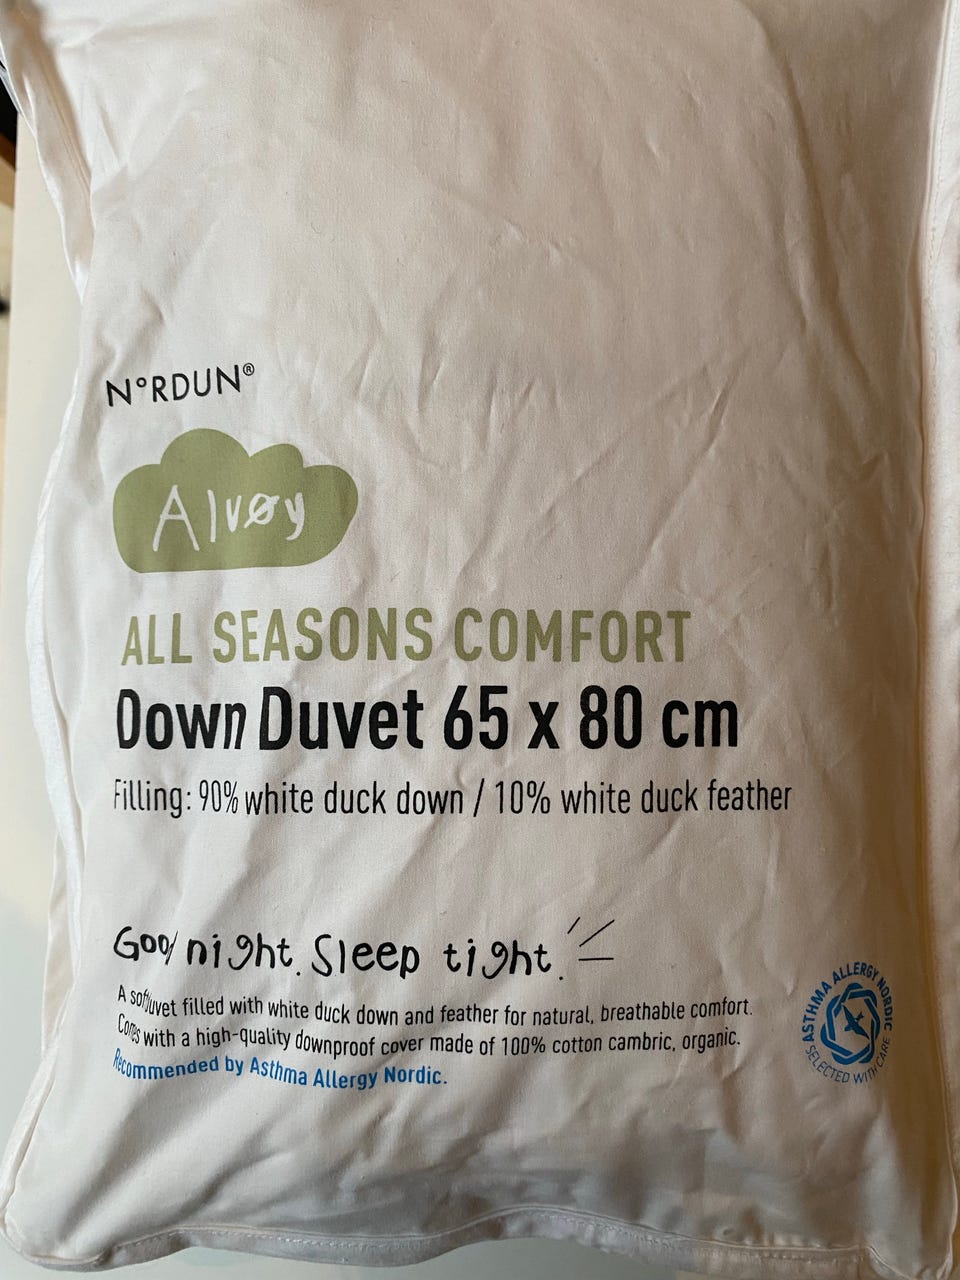 N°RDUN®
Alvøy
ALL SEASONS COMFORT
Down Duvet 65 x 80 cm
Filling: 90% white duck down / 10% white duck feather
Good night. Sleep tight.
A soft duvet filled with white duck down and feather for natural, breathable comfort.
Comes with a high-quality downproof cover made of 100% cotton cambric, organic.
Recommended by Asthma Allergy Nordic.
ASTHMA ALLERGY NORDIC
SELECTED WITH CARE